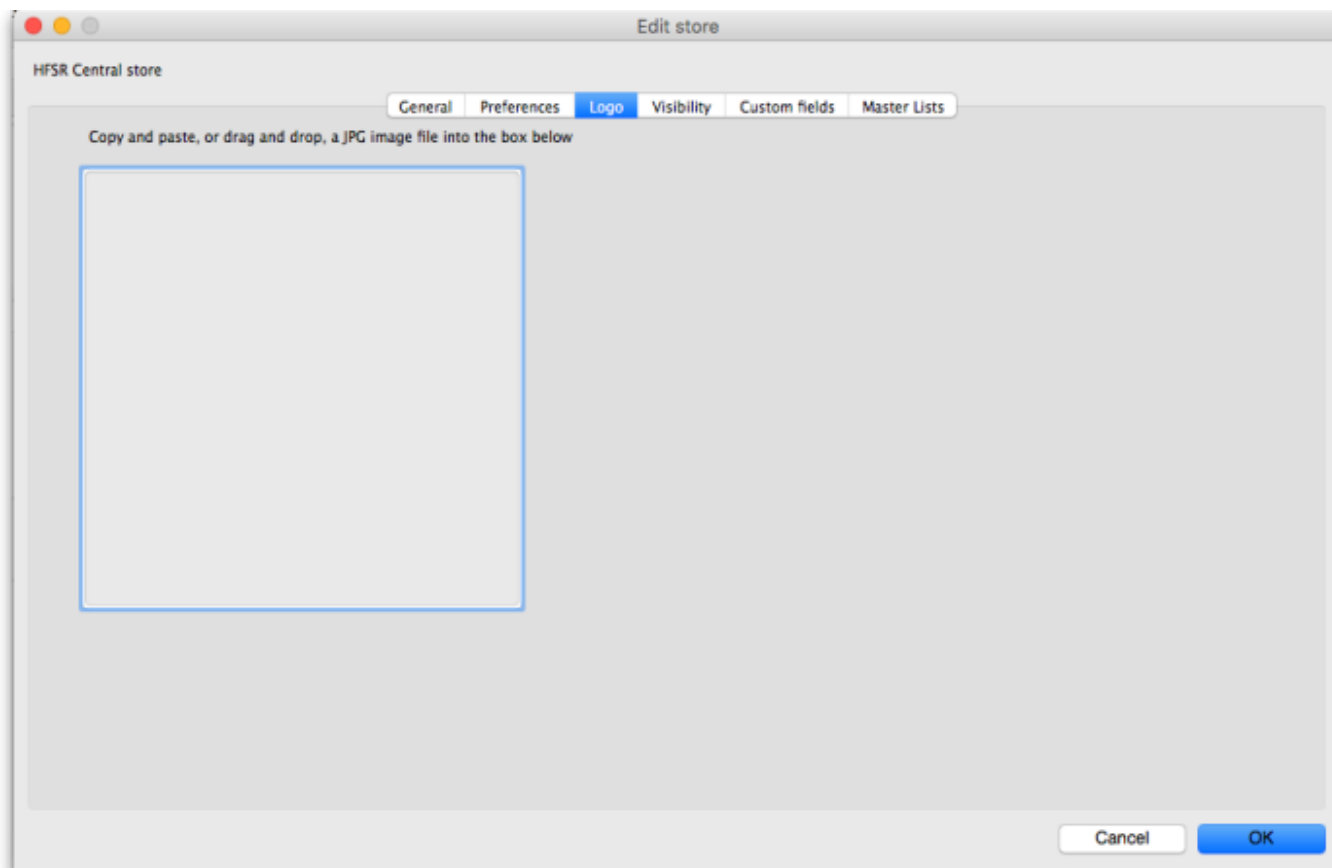 Edit store
HFSR Central store
General Preferences Logo Visibility Custom fields Master Lists
Copy and paste, or drag and drop, a JPG image file into the box below
Cancel OK